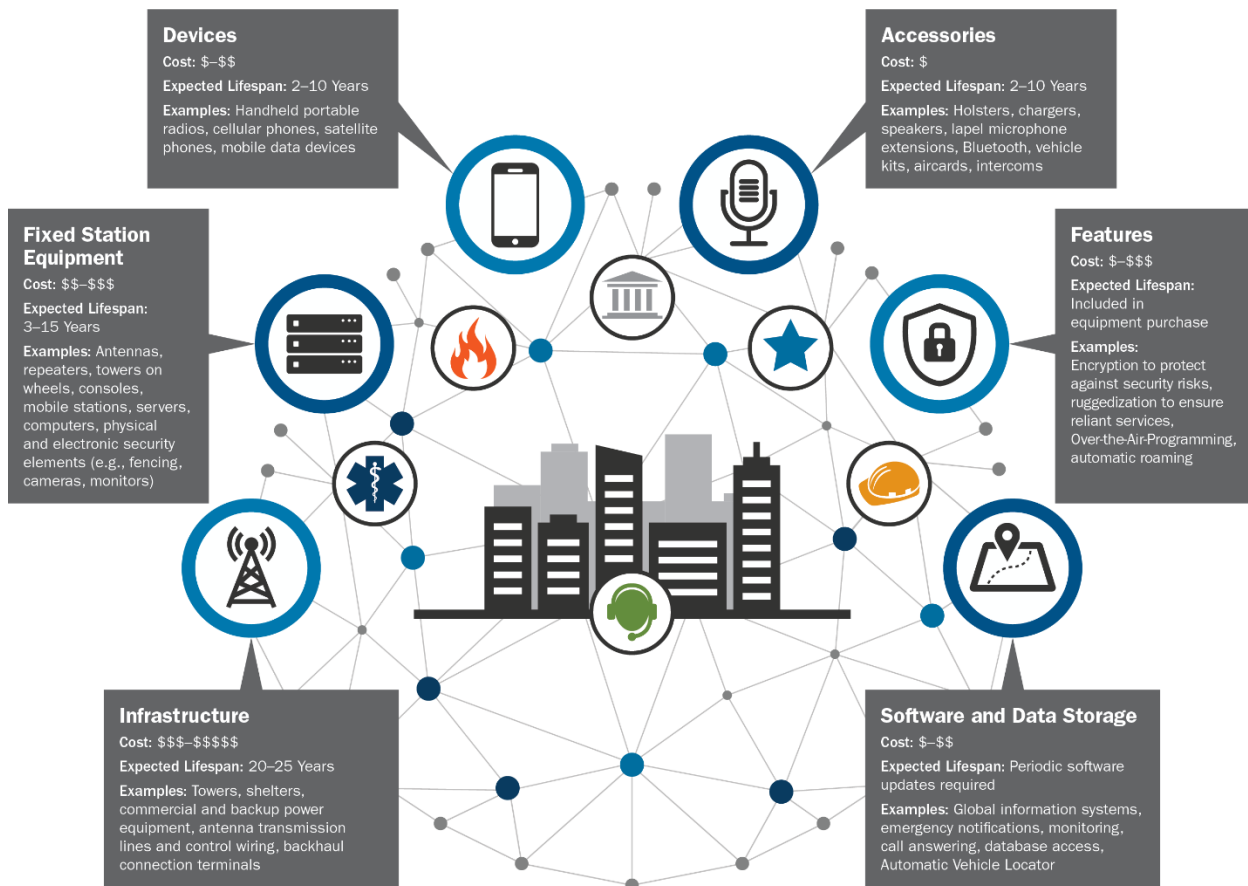 Devices
Cost: $–$$
Expected Lifespan: 2–10 Years
Examples: Handheld portable
radios, cellular phones, satellite
phones, mobile data devices
Accessories
Cost: $
Expected Lifespan: 2–10 Years
Examples: Holsters, chargers,
speakers, lapel microphone
extensions, Bluetooth, vehicle
kits, aircards, intercoms
Fixed Station
Equipment
Cost: $$–$$$
Expected Lifespan:
3–15 Years
Examples: Antennas,
repeaters, towers on
wheels, consoles,
mobile stations, servers,
computers, physical
and electronic security
elements (e.g., fencing,
cameras, monitors)
Features
Cost: $–$$$
Expected Lifespan:
Included in
equipment purchase
Examples:
Encryption to protect
against security risks,
ruggedization to ensure
reliant services,
Over-the-Air-Programming,
automatic roaming
Infrastructure
Cost: $$$–$$$$$
Expected Lifespan: 20–25 Years
Examples: Towers, shelters,
commercial and backup power
equipment, antenna transmission
lines and control wiring, backhaul
connection terminals
Software and Data Storage
Cost: $–$$
Expected Lifespan: Periodic software
updates required
Examples: Global information systems,
emergency notifications, monitoring,
call answering, database access,
Automatic Vehicle Locator